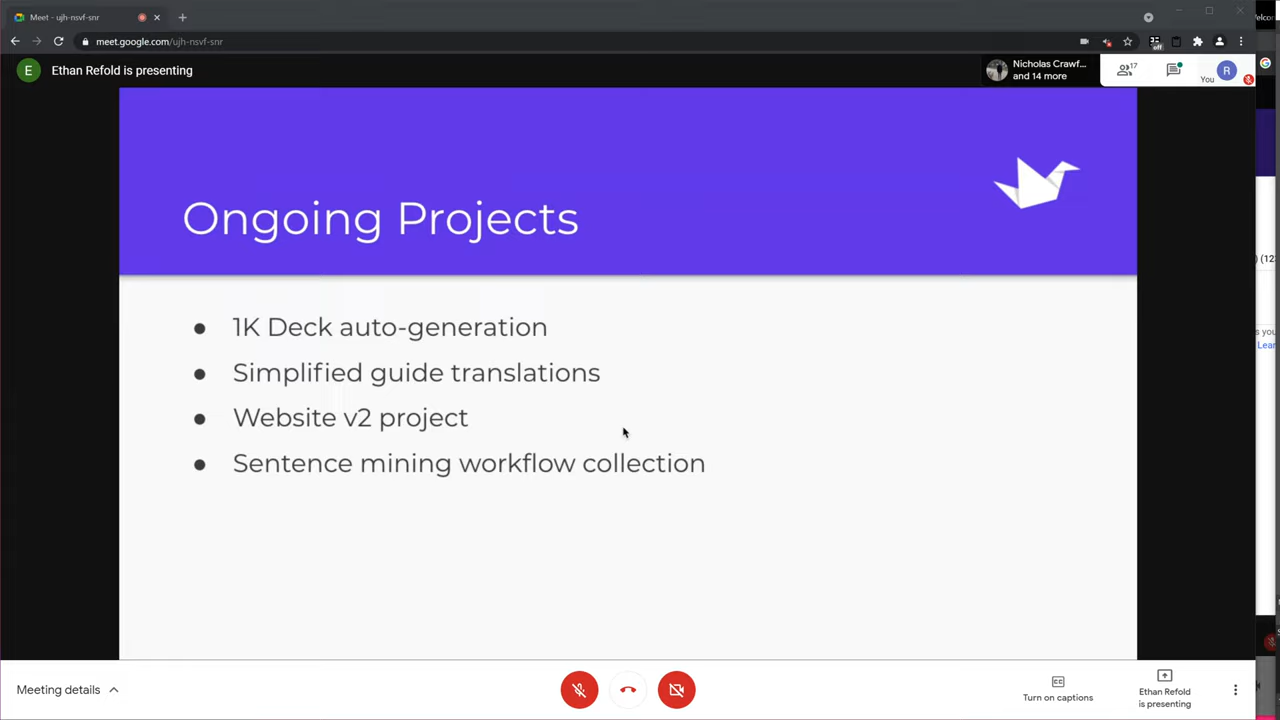 Meet - ujh-nsvf-snr
meet.google.com/ujh-nsvf-snr
off
E
Ethan Refold is presenting
Nicholas Crawf...
and 14 more
17
You
R
Ongoing Projects
1K Deck auto-generation
Simplified guide translations
Website v2 project
Sentence mining workflow collection
Meeting details
CC
Turn on captions
Ethan Refold
is presenting